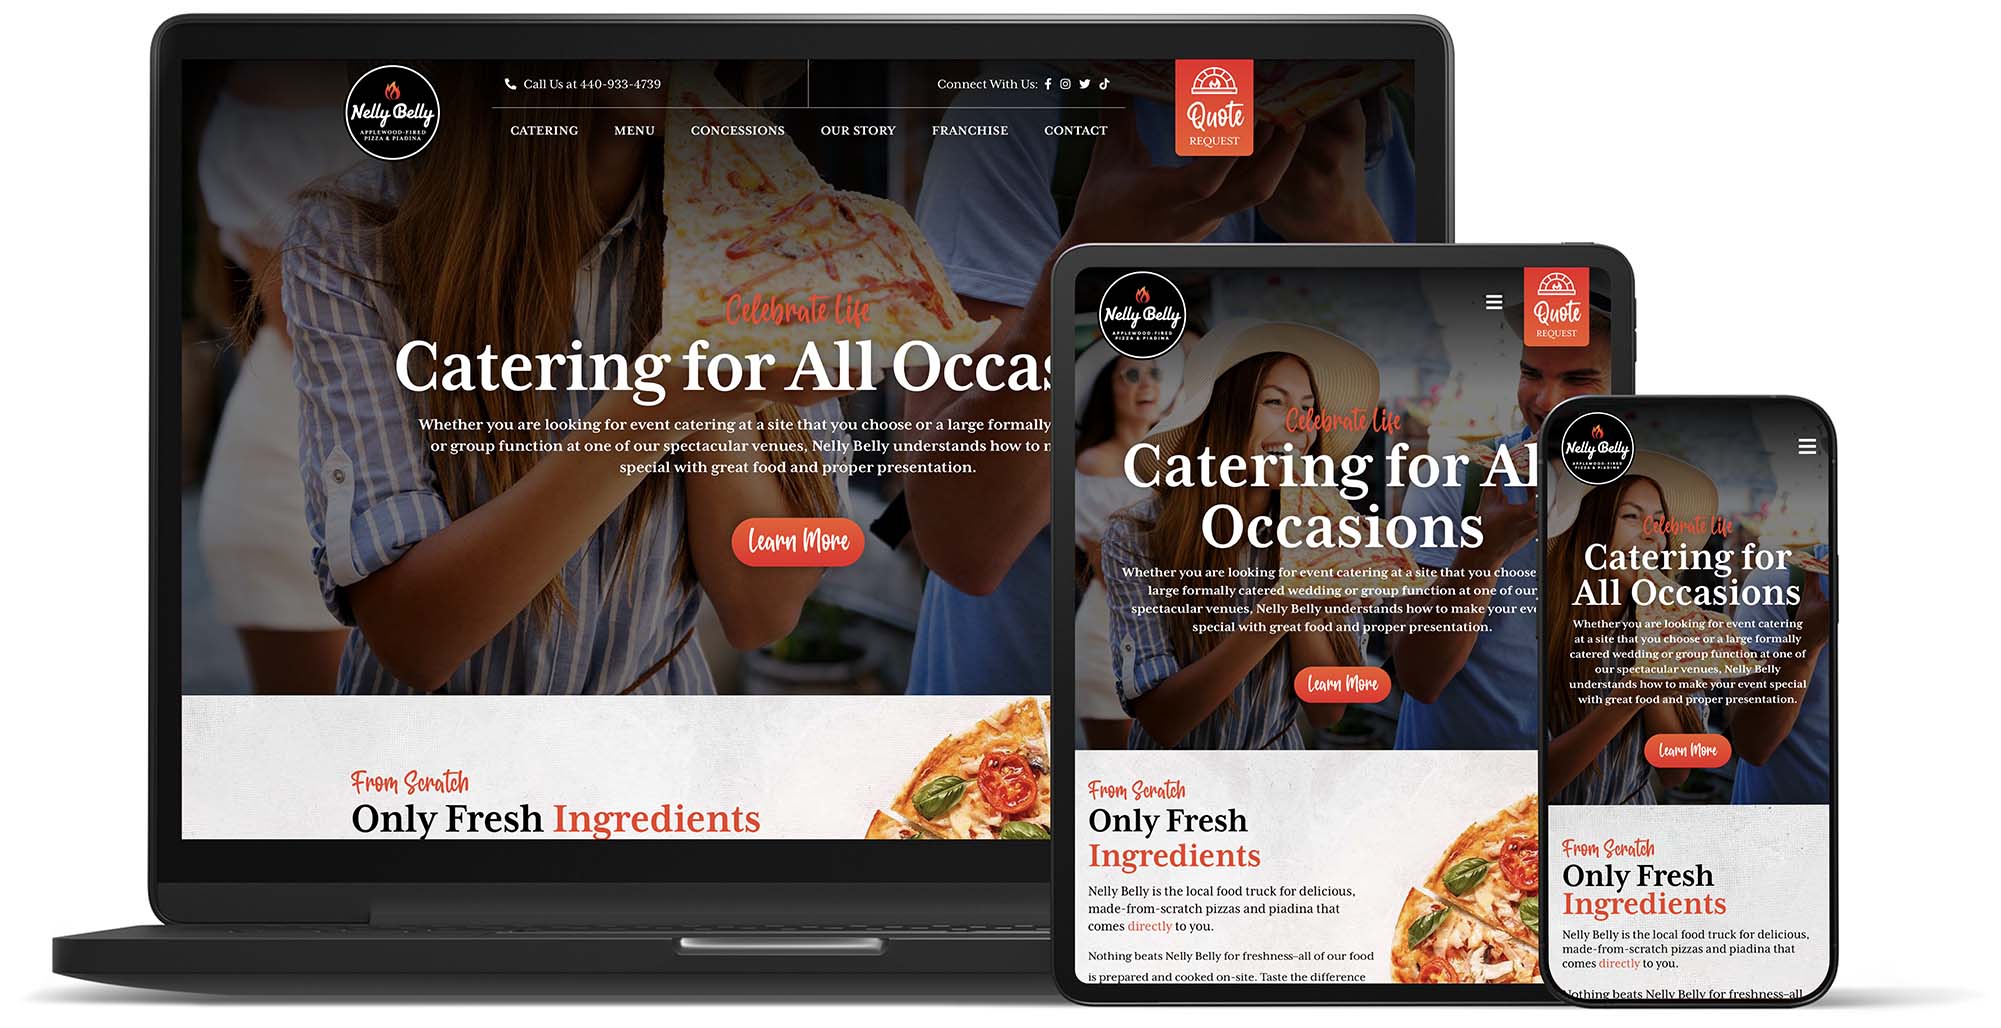 Nelly Belly
APPLEWOOD-FIRED
PIZZA & PIADINA
Call Us at 440-933-4739
Connect With Us:
Quote
REQUEST
CATERING MENU CONCESSIONS OUR STORY FRANCHISE CONTACT
Celebrate Life
Catering for All Occas
Whether you are looking for event catering at a site that you choose or a large formally
or group function at one of our spectacular venues, Nelly Belly understands how to
special with great food and proper presentation.
Learn More
From Scratch
Only Fresh Ingredients
Nelly Belly
APPLEWOOD-FIRED
PIZZA & PIADINA
Quote
REQUEST
Celebrate Life
Catering for Al
Occasions
Whether you are looking for event catering at a site that you choose
large formally catered wedding or group function at one of our
spectacular venues, Nelly Belly understands how to make your eve
special with great food and proper presentation.
Learn More
From Scratch
Only Fresh
Ingredients
Nelly Belly is the local food truck for delicious,
made-from-scratch pizzas and piadina that
comes directly to you.
Nothing beats Nelly Belly for freshness–all of our food
is prepared and cooked on-site. Taste the difference
Nelly Belly
APPLEWOOD-FIRED
PIZZA & PIADINA
Celebrate Life
Catering for
All Occasions
Whether you are looking for event catering
at a site that you choose or a large formally
catered wedding or group function at one of
our spectacular venues, Nelly Belly
understands how to make your event special
with great food and proper presentation.
Learn More
From Scratch
Only Fresh
Ingredients
Nelly Belly is the local food truck for delicious,
made-from-scratch pizzas and piadina that
comes directly to you.
Nothing beats Nelly Belly for freshness–all